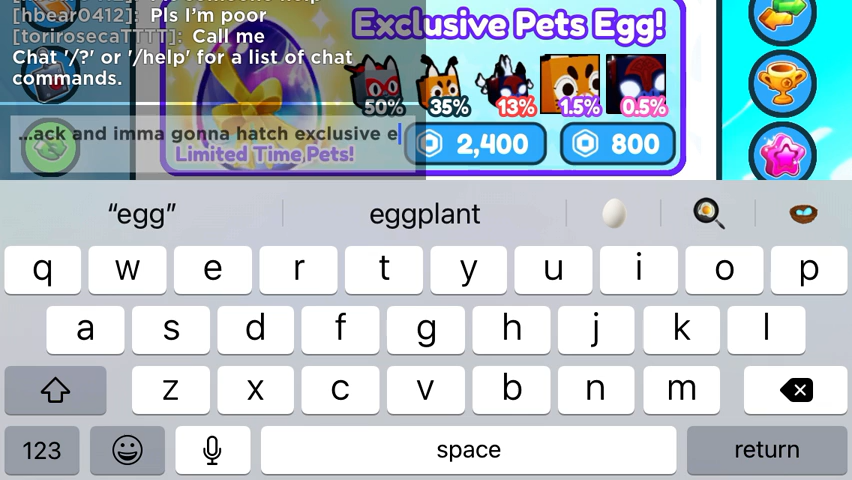 [hbear0412]: Pls I'm poor
[torirosecaTTTT]: Call me
Chat '/?' or '/help' for a list of chat
commands.
Exclusive Pets Egg!
50%
35%
13%
1.5%
0.5%
...ack and imma gonna hatch exclusive e
Limited Time Pets!
2,400
800
"egg"
eggplant
q w e r t y u i o p
a s d f g h j k l
z x c v b n m
123
space
return